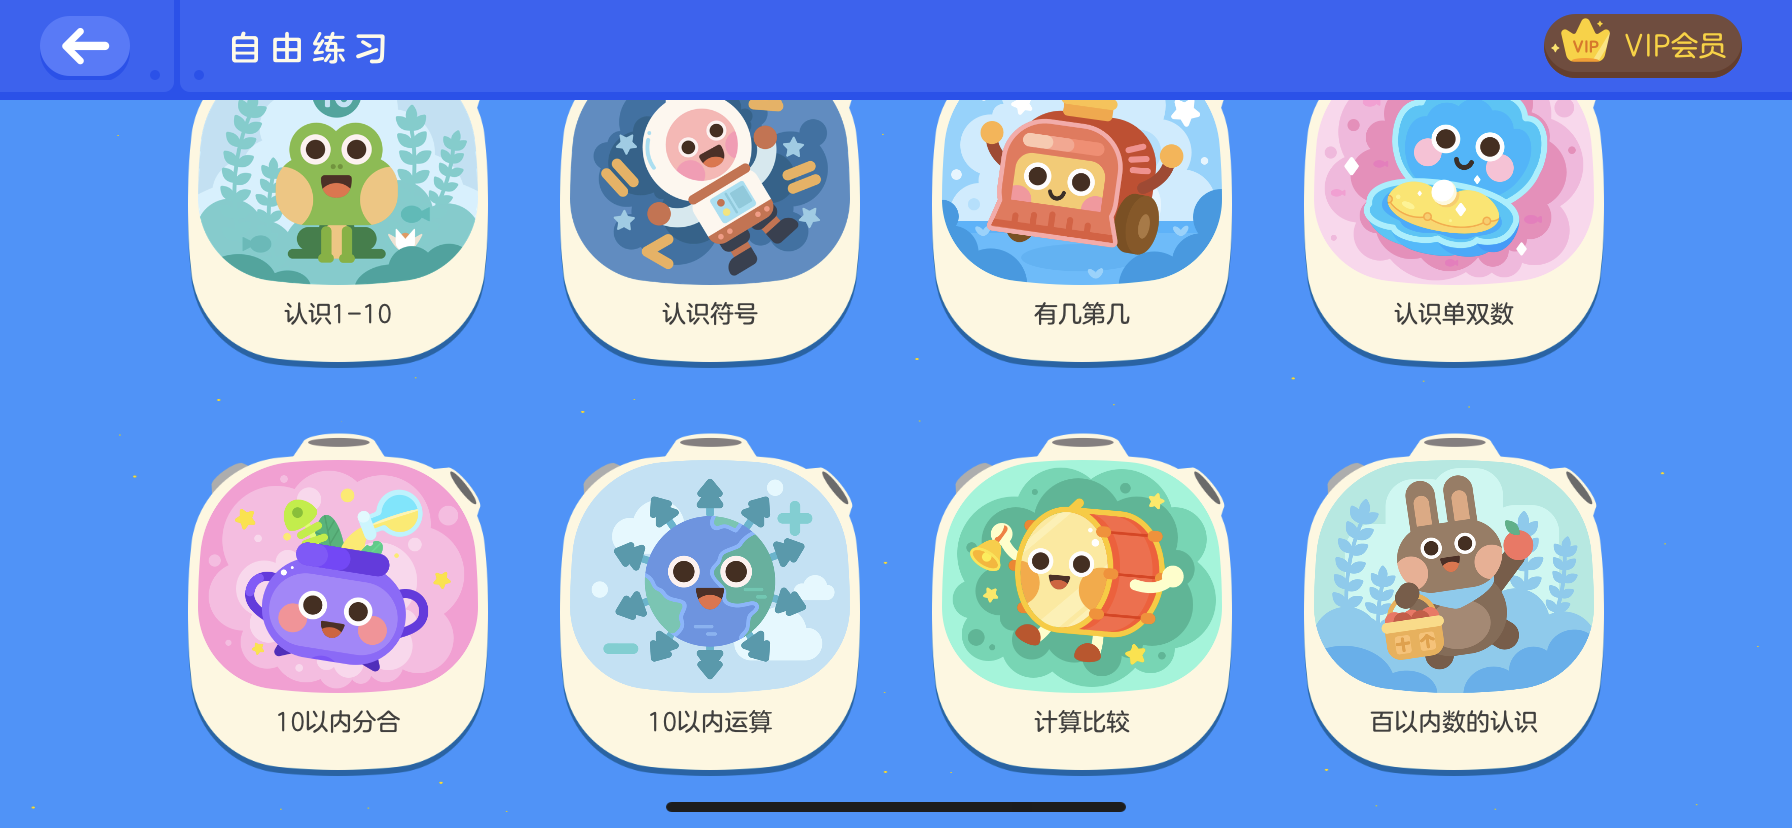 自由练习
VIP
VIP会员
认识1-10
认识符号
有几第几
认识单双数
10以内分合
10以内运算
计算比较
百以内数的认识